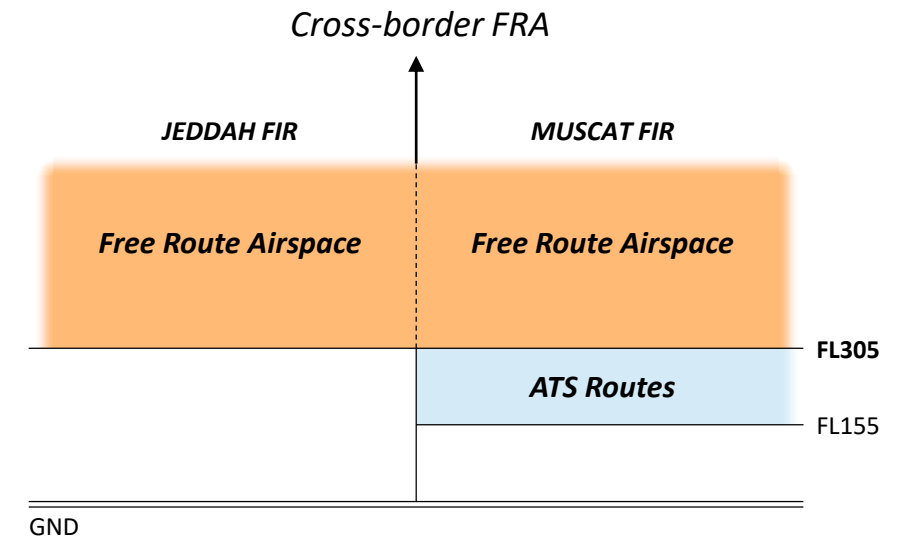 Cross-border FRA
JEDDAH FIR
MUSCAT FIR
Free Route Airspace
Free Route Airspace
FL305
ATS Routes
FL155
GND